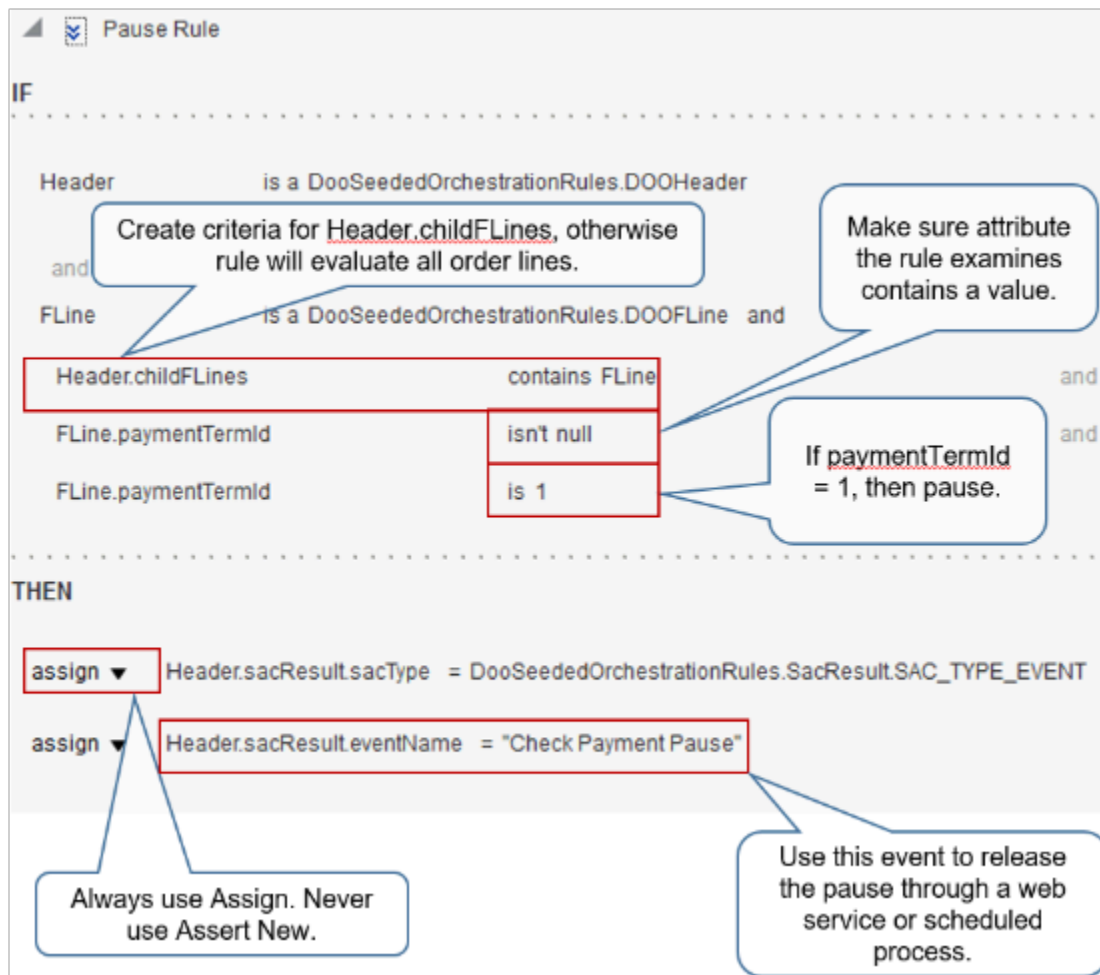 Pause Rule
IF
Header is a DooSeededOrchestrationRules.DOOHeader
Create criteria for Header.childFLines, otherwise
rule will evaluate all order lines.
Make sure attribute
the rule examines
contains a value.
and
FLine is a DooSeededOrchestrationRules.DOOFLine and
Header.childFLines contains FLine and
FLine.paymentTermId isn't null and
FLine.paymentTermId is 1
If paymentTermId
= 1, then pause.
THEN
assign Header.sacResult.sacType = DooSeededOrchestrationRules.SacResult.SAC_TYPE_EVENT
assign Header.sacResult.eventName = "Check Payment Pause"
Always use Assign. Never
use Assert New.
Use this event to release
the pause through a web
service or scheduled
process.